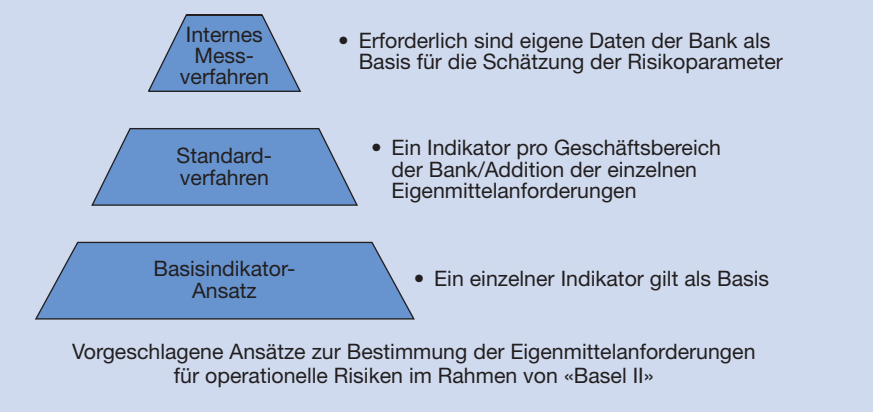 Internes
Mess-
verfahren
• Erforderlich sind eigene Daten der Bank als
Basis für die Schätzung der Risikoparameter
Standard-
verfahren
• Ein Indikator pro Geschäftsbereich
der Bank/Addition der einzelnen
Eigenmittelanforderungen
Basisindikator-
Ansatz
• Ein einzelner Indikator gilt als Basis
Vorgeschlagene Ansätze zur Bestimmung der Eigenmittelanforderungen
für operationelle Risiken im Rahmen von «Basel II»